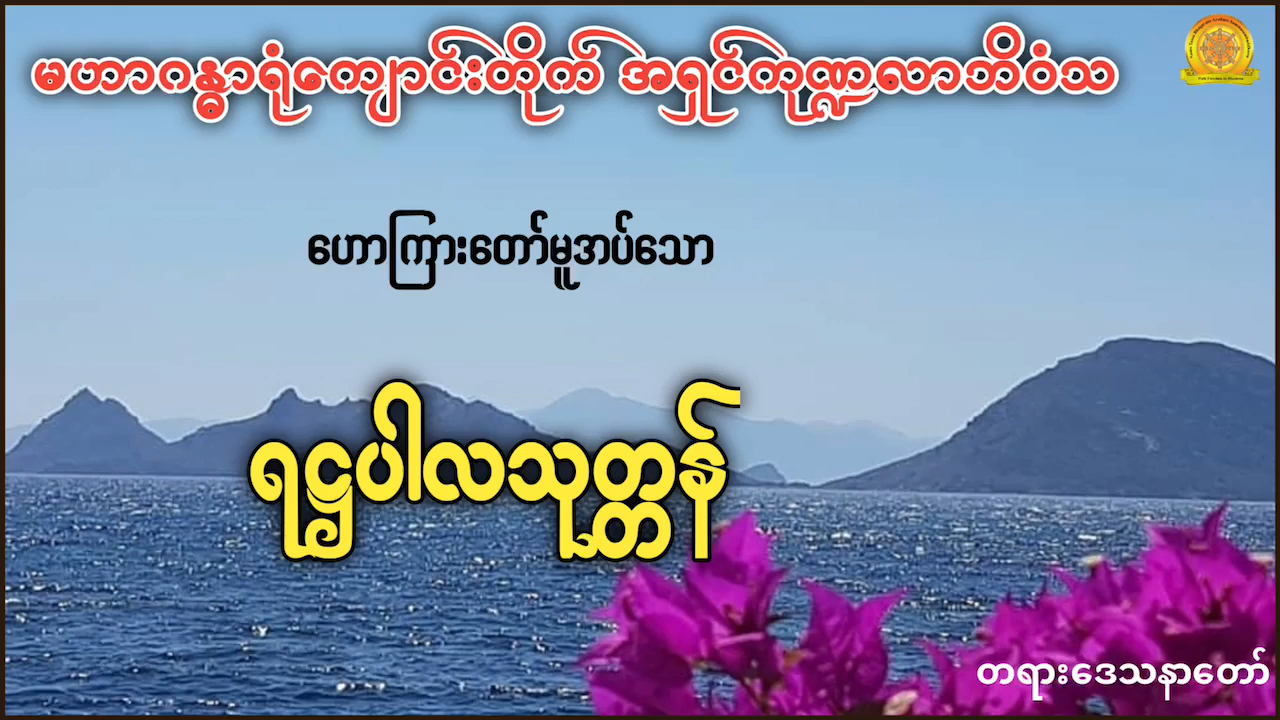 မဟာဂန္ဓာရုံကျောင်းတိုက် အရှင်ကုဏ္ဍလာဘိဝံသ
ဟောကြားတော်မူအပ်သော
ရဋ္ဌပါလသုတ္တန်
တရားဒေသနာတော်